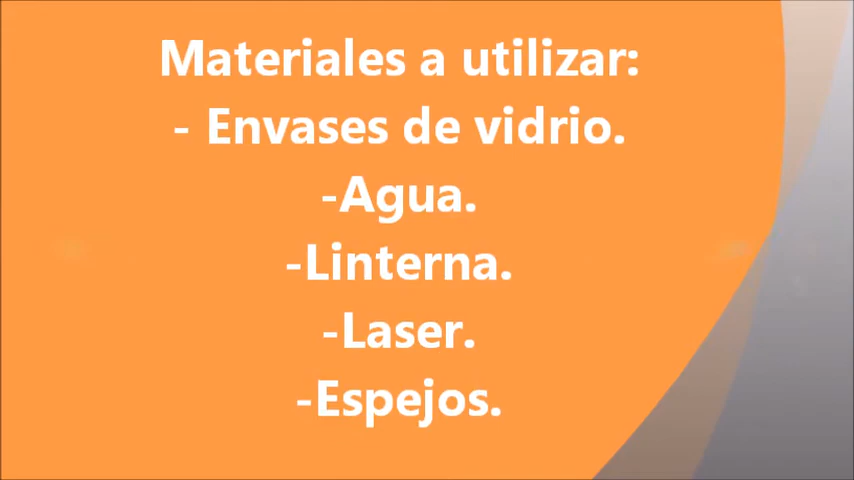 Materiales a utilizar:
- Envases de vidrio.
-Agua.
-Linterna.
-Laser.
-Espejos.